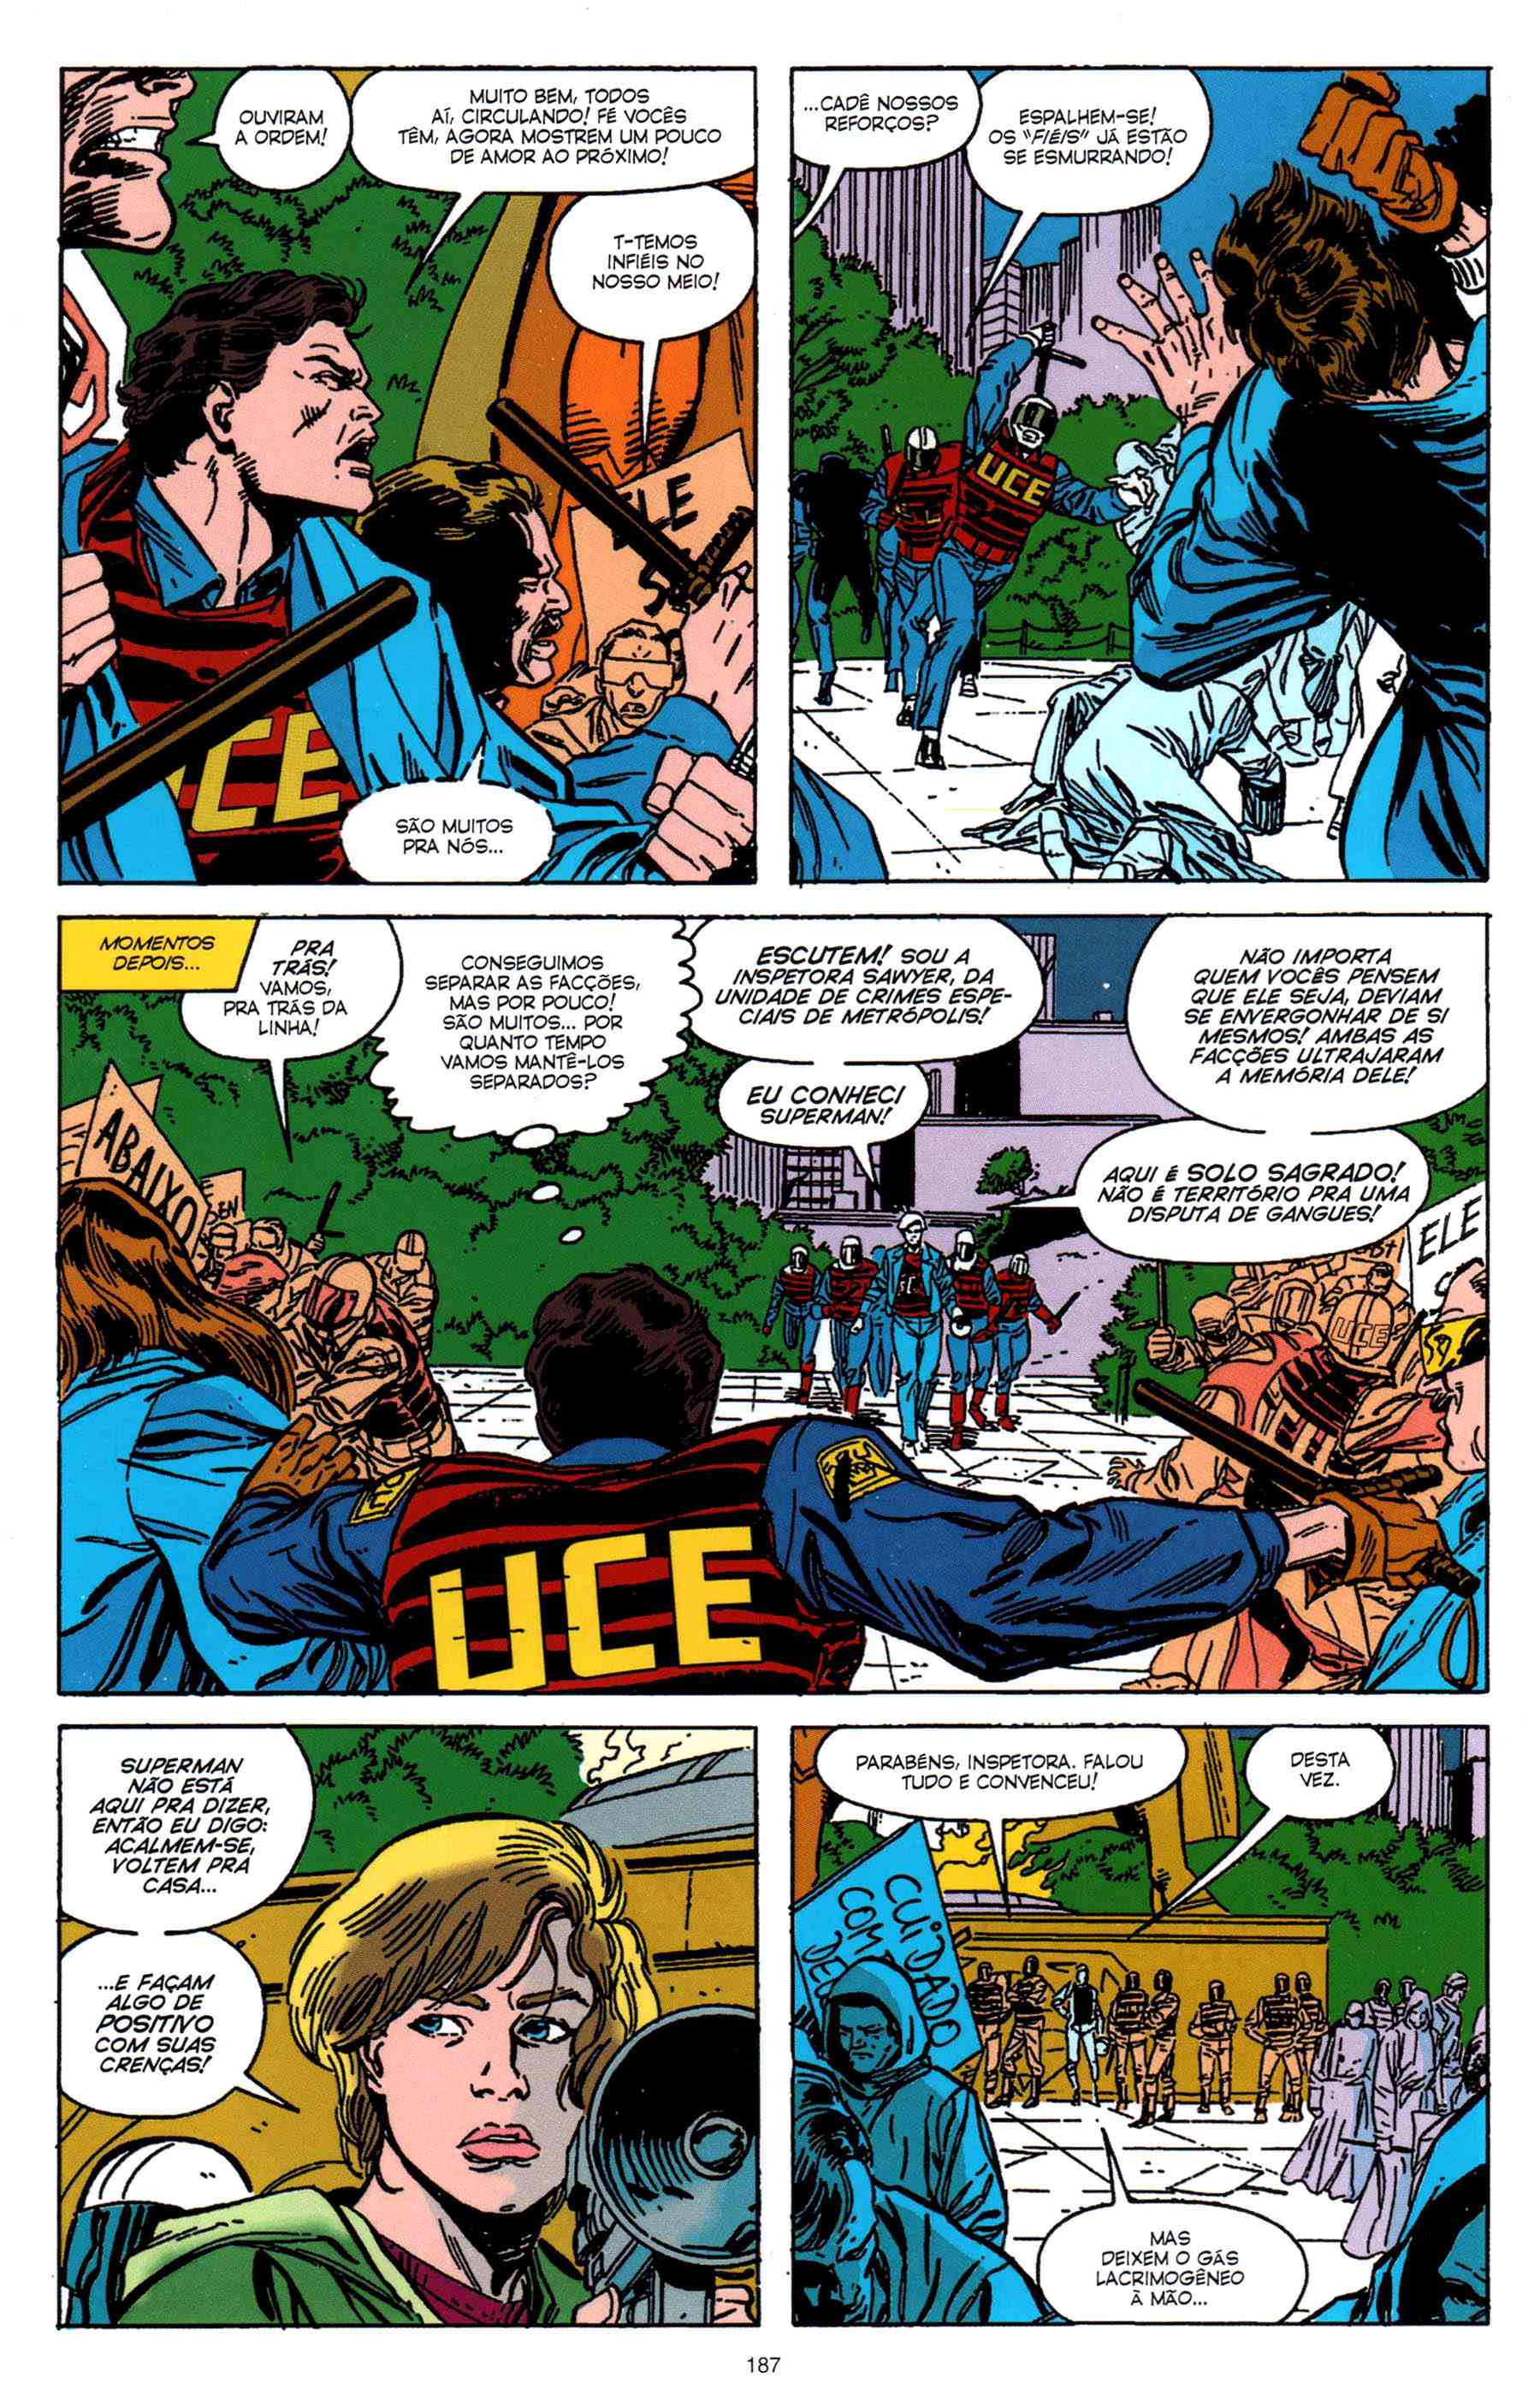 OUVIRAM
A ORDEM!
MUITO BEM, TODOS
AÍ, CIRCULANDO! FÉ VOCÊS
TÊM, AGORA MOSTREM UM POUCO
DE AMOR AO PRÓXIMO!
T-TEMOS
INFIÉIS NO
NOSSO MEIO!
ELE
S
UCE
SÃO MUITOS
PRA NÓS...
...CADÊ NOSSOS
REFORÇOS?
ESPALHEM-SE!
OS "FIÉIS" JÁ ESTÃO
SE ESMURRANDO!
UCE
MOMENTOS
DEPOIS...
PRA
TRÁS!
VAMOS,
PRA TRÁS DA
LINHA!
CONSEGUIMOS
SEPARAR AS FACÇÕES,
MAS POR POUCO!
SÃO MUITOS... POR
QUANTO TEMPO
VAMOS MANTÊ-LOS
SEPARADOS?
ESCUTEM! SOU A
INSPETORA SAWYER, DA
UNIDADE DE CRIMES ESPE-
CIAIS DE METRÓPOLIS!
EU CONHECI
SUPERMAN!
NÃO IMPORTA
QUEM VOCÊS PENSEM
QUE ELE SEJA, DEVIAM
SE ENVERGONHAR DE SI
MESMOS! AMBAS AS
FACÇÕES ULTRAJARAM
A MEMÓRIA DELE!
AQUI É SOLO SAGRADO!
NÃO É TERRITÓRIO PRA UMA
DISPUTA DE GANGUES!
ABAIXO
EN
ELE
S
UCE
UCE
SUPERMAN
NÃO ESTÁ
AQUI PRA DIZER,
ENTÃO EU DIGO:
ACALMEM-SE,
VOLTEM PRA
CASA...
...E FAÇAM
ALGO DE
POSITIVO
COM SUAS
CRENÇAS!
PARABÉNS, INSPETORA. FALOU
TUDO E CONVENCEU!
DESTA
VEZ.
CUIDADO
COM
DE
MAS
DEIXEM O GÁS
LACRIMOGÊNEO
À MÃO...
187